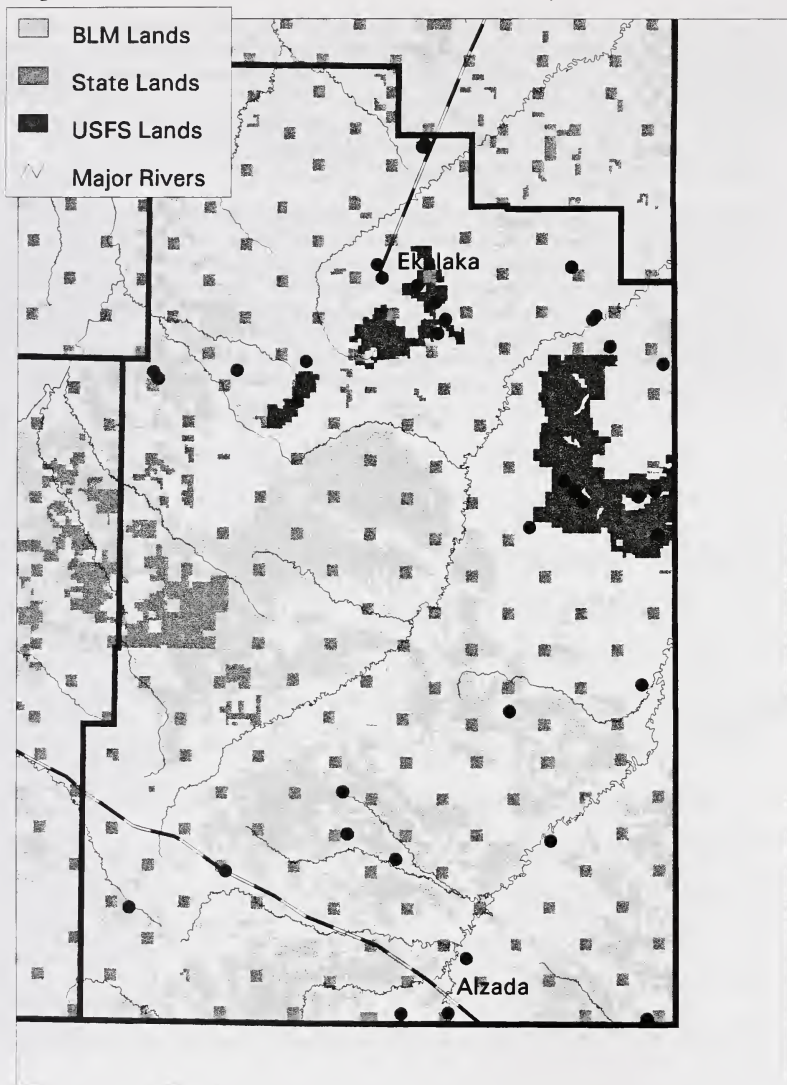 BLM Lands
State Lands
USFS Lands
Major Rivers
Ekalaka
Alzada